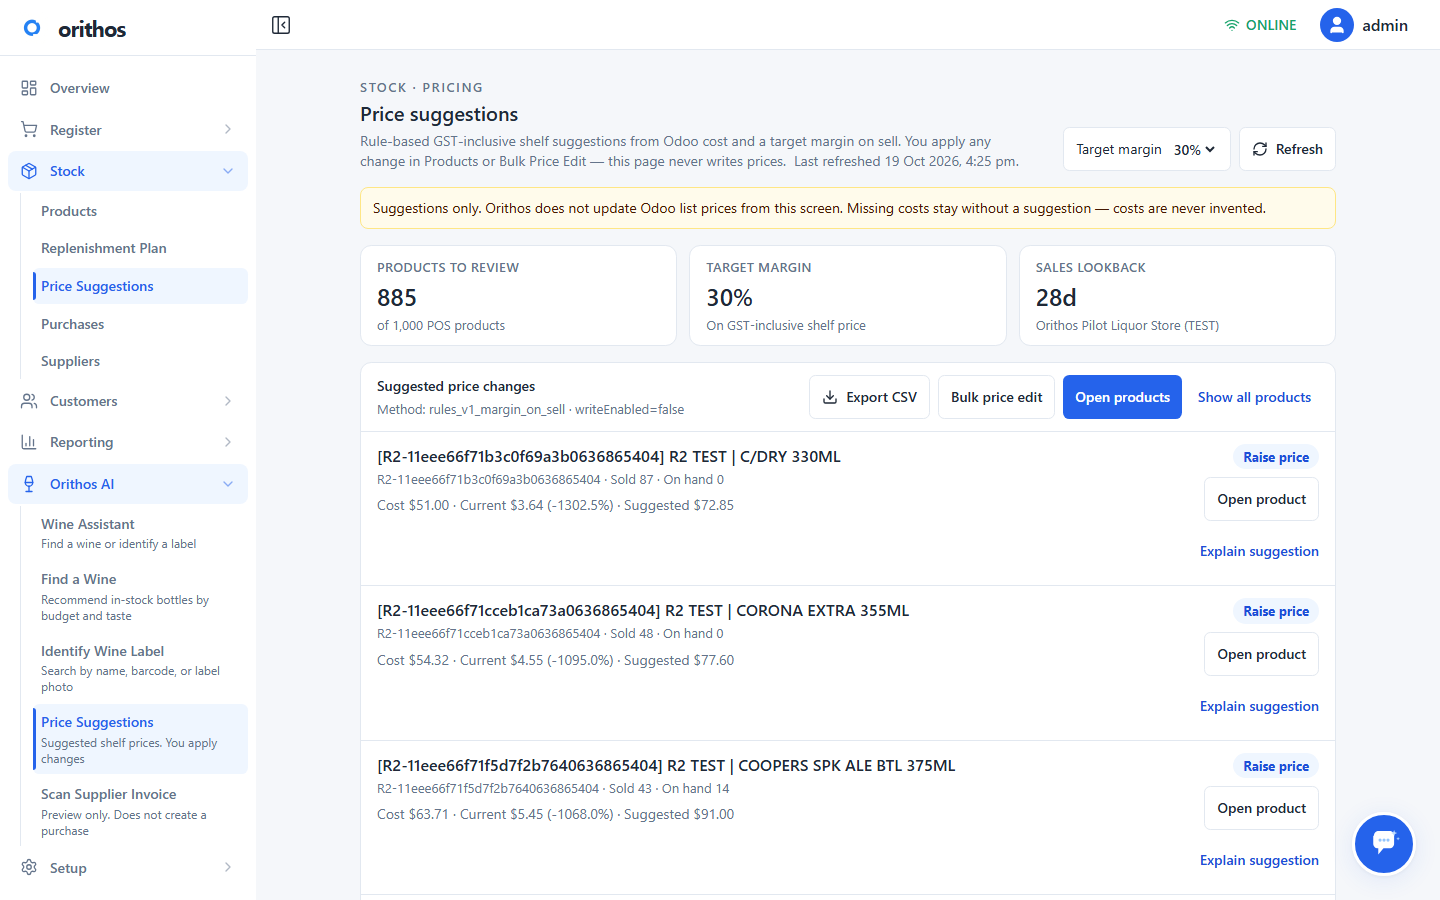 orithos
ONLINE
admin
Overview
Register
Stock
Products
Replenishment Plan
Price Suggestions
Purchases
Suppliers
Customers
Reporting
Orithos AI
Wine Assistant
Find a wine or identify a label
Find a Wine
Recommend in-stock bottles by
budget and taste
Identify Wine Label
Search by name, barcode, or label
photo
Price Suggestions
Suggested shelf prices. You apply
changes
Scan Supplier Invoice
Preview only. Does not create a
purchase
Setup
STOCK · PRICING
Price suggestions
Rule-based GST-inclusive shelf suggestions from Odoo cost and a target margin on sell. You apply any
change in Products or Bulk Price Edit — this page never writes prices. Last refreshed 19 Oct 2026, 4:25 pm.
Target margin 30%
Refresh
Suggestions only. Orithos does not update Odoo list prices from this screen. Missing costs stay without a suggestion — costs are never invented.
PRODUCTS TO REVIEW
885
of 1,000 POS products
TARGET MARGIN
30%
On GST-inclusive shelf price
SALES LOOKBACK
28d
Orithos Pilot Liquor Store (TEST)
Suggested price changes
Method: rules_v1_margin_on_sell · writeEnabled=false
Export CSV
Bulk price edit
Open products
Show all products
[R2-11eee66f71b3c0f69a3b0636865404] R2 TEST | C/DRY 330ML
R2-11eee66f71b3c0f69a3b0636865404 · Sold 87 · On hand 0
Cost $51.00 · Current $3.64 (-1302.5%) · Suggested $72.85
Raise price
Open product
Explain suggestion
[R2-11eee66f71cceb1ca73a0636865404] R2 TEST | CORONA EXTRA 355ML
R2-11eee66f71cceb1ca73a0636865404 · Sold 48 · On hand 0
Cost $54.32 · Current $4.55 (-1095.0%) · Suggested $77.60
Raise price
Open product
Explain suggestion
[R2-11eee66f71f5d7f2b7640636865404] R2 TEST | COOPERS SPK ALE BTL 375ML
R2-11eee66f71f5d7f2b7640636865404 · Sold 43 · On hand 14
Cost $63.71 · Current $5.45 (-1068.0%) · Suggested $91.00
Raise price
Open product
Explain suggestion